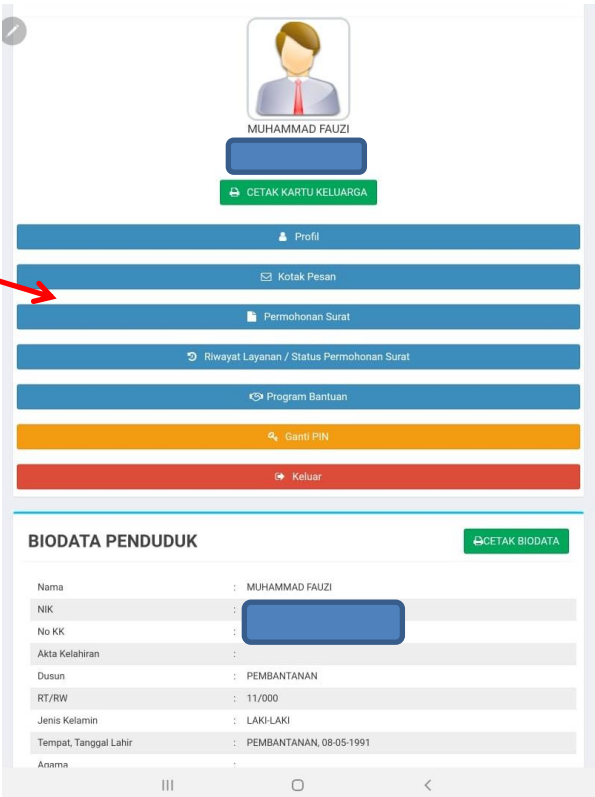 MUHAMMAD FAUZI
CETAK KARTU KELUARGA
Profil
Kotak Pesan
Permohonan Surat
Riwayat Layanan / Status Permohonan Surat
Program Bantuan
Ganti PIN
Keluar
BIODATA PENDUDUK
CETAK BIODATA
Nama : MUHAMMAD FAUZI
NIK :
No KK :
Akta Kelahiran :
Dusun : PEMBANTANAN
RT/RW : 11/000
Jenis Kelamin : LAKI-LAKI
Tempat, Tanggal Lahir : PEMBANTANAN, 08-05-1991
Agama :